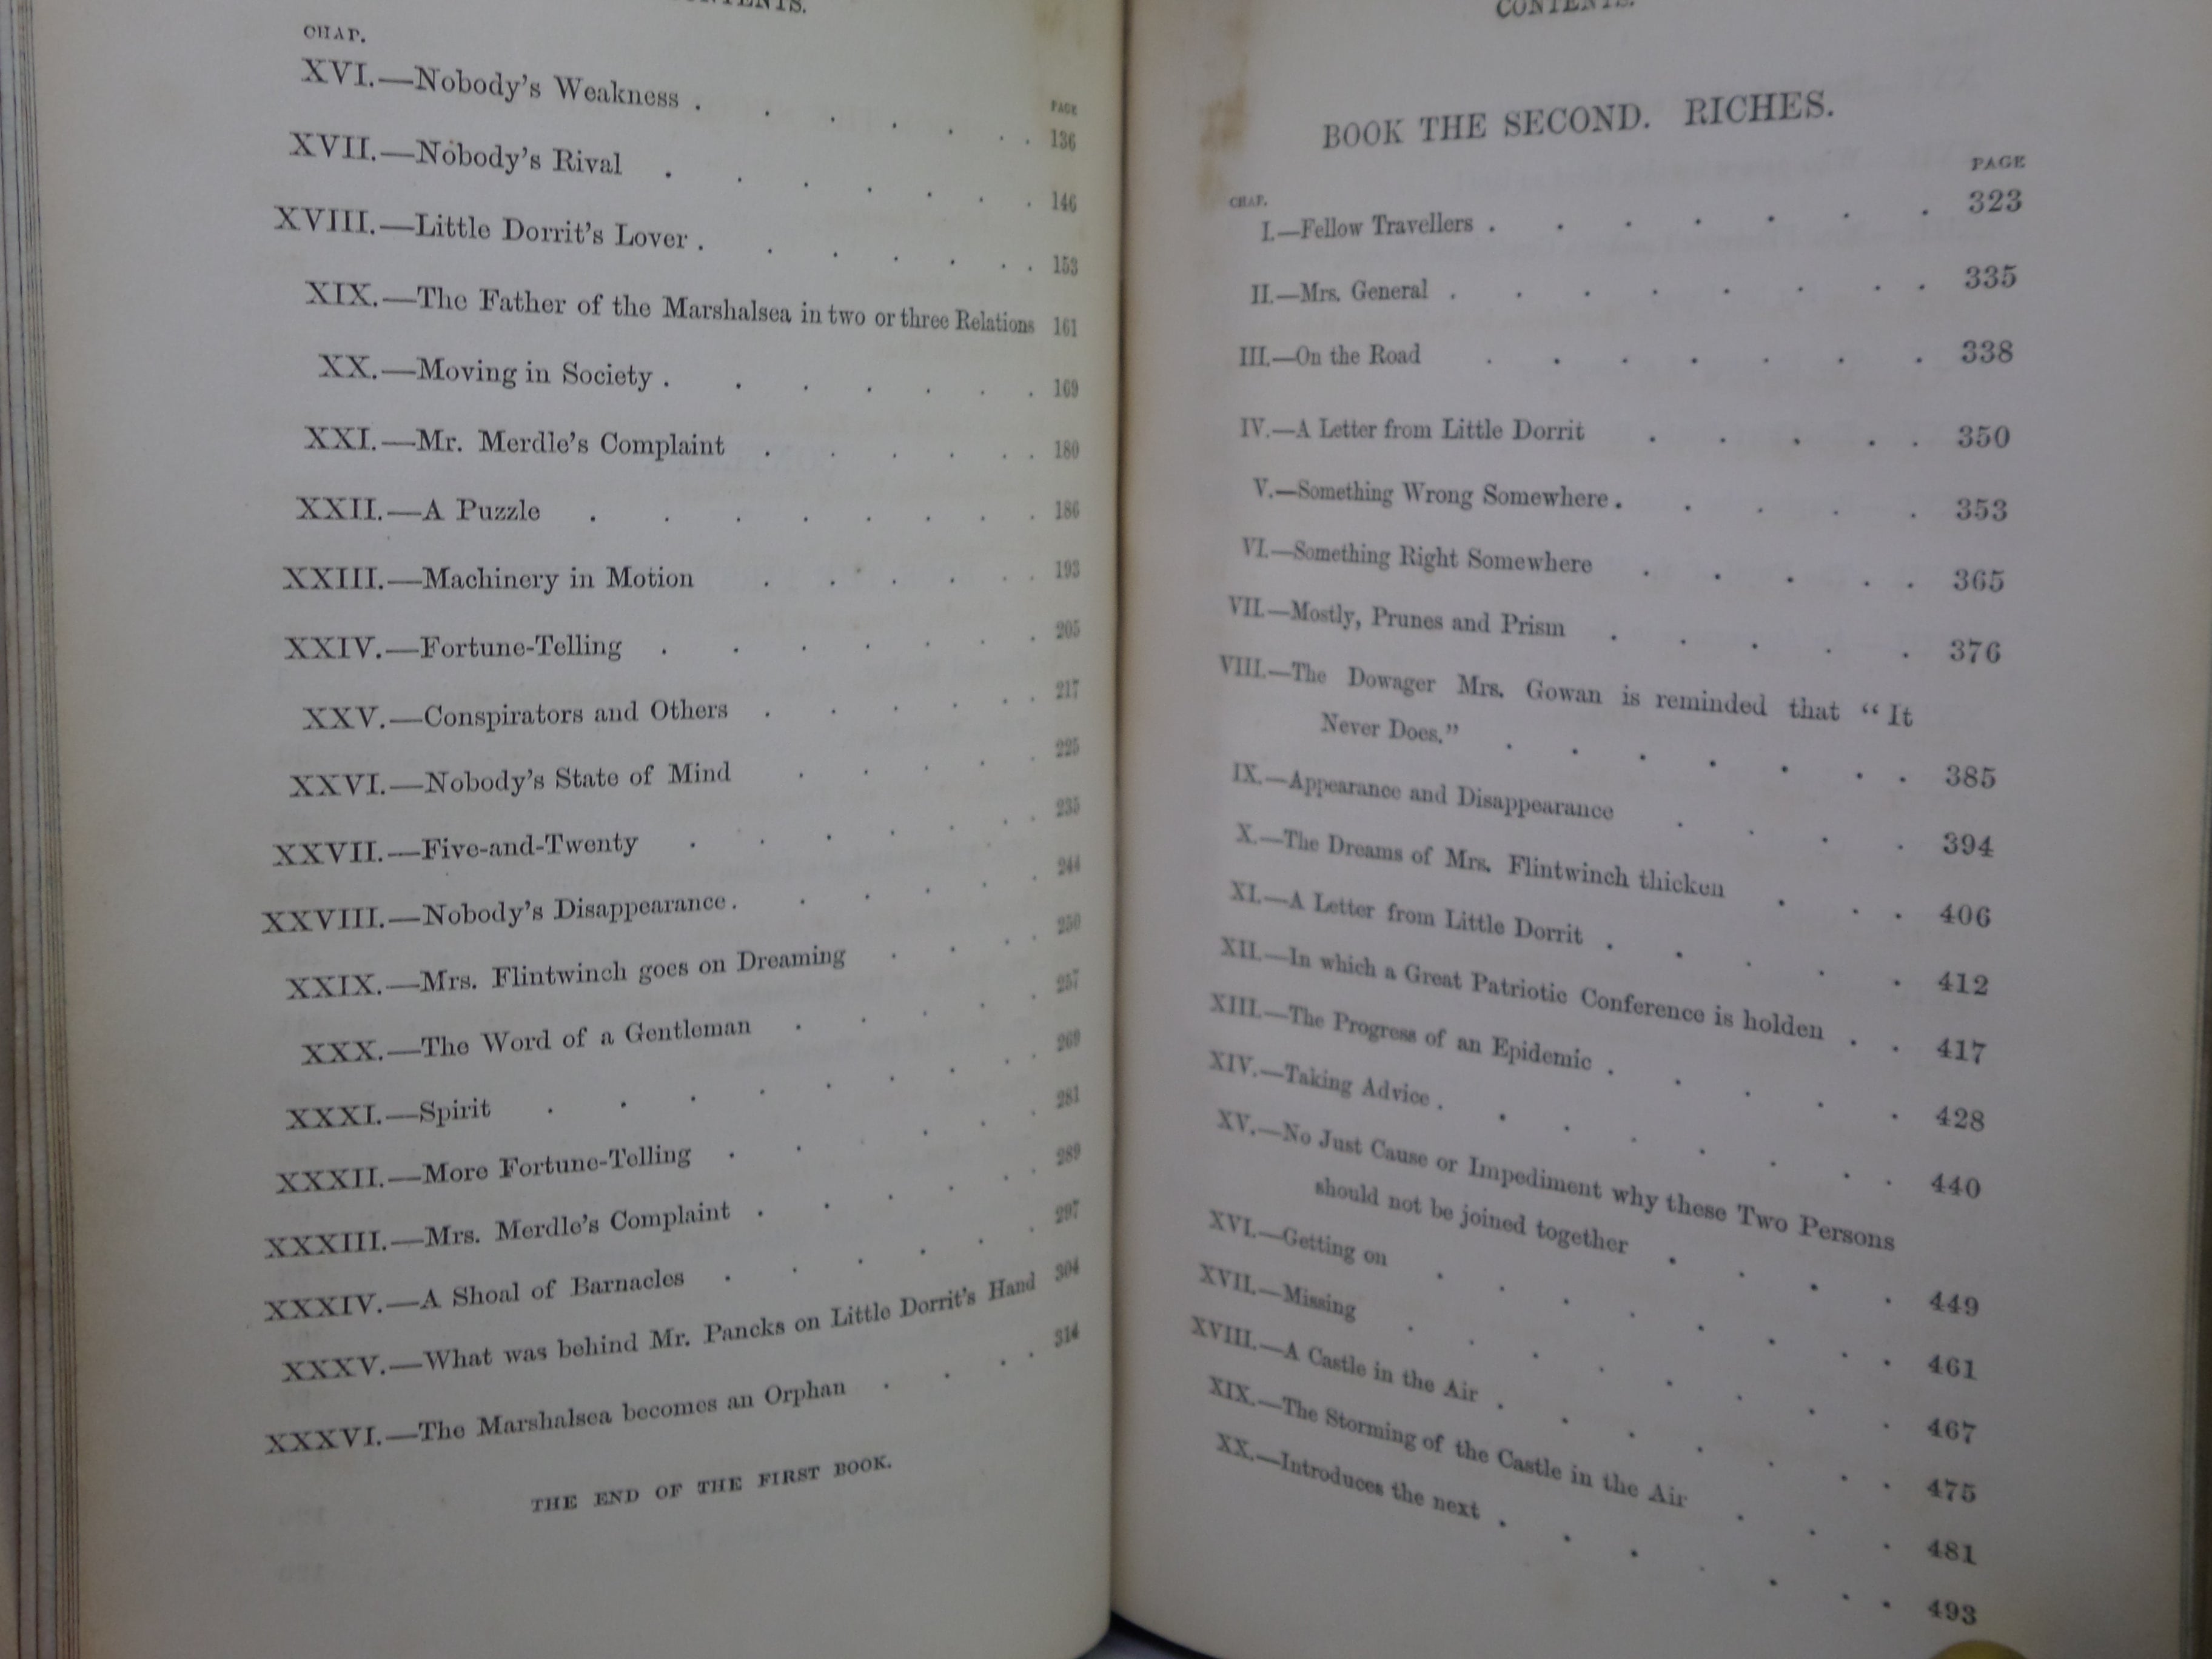 CONTENTS.
CHAP.
PAGE
XVI.—Nobody's Weakness . . . . . . . 136
XVII.—Nobody's Rival . . . . . . . 146
XVIII.—Little Dorrit's Lover . . . . . . . 153
XIX.—The Father of the Marshalsea in two or three Relations 161
XX.—Moving in Society . . . . . . . 169
XXI.—Mr. Merdle's Complaint . . . . . . 180
XXII.—A Puzzle . . . . . . . . 186
XXIII.—Machinery in Motion . . . . . . 193
XXIV.—Fortune-Telling . . . . . . . 205
XXV.—Conspirators and Others . . . . . . 217
XXVI.—Nobody's State of Mind . . . . . 225
XXVII.—Five-and-Twenty . . . . . . . 235
XXVIII.—Nobody's Disappearance . . . . . . 244
XXIX.—Mrs. Flintwinch goes on Dreaming . . . . 250
XXX.—The Word of a Gentleman . . . . . 257
XXXI.—Spirit . . . . . . . . . 269
XXXII.—More Fortune-Telling . . . . . 281
XXXIII.—Mrs. Merdle's Complaint . . . . . . 289
XXXIV.—A Shoal of Barnacles . . . . . . 297
XXXV.—What was behind Mr. Pancks on Little Dorrit's Hand 304
XXXVI.—The Marshalsea becomes an Orphan . . . . 314
THE END OF THE FIRST BOOK.
CONTENTS.
BOOK THE SECOND. RICHES.
CHAP.
PAGE
I.—Fellow Travellers . . . . . . . 323
II.—Mrs. General . . . . . . . . 335
III.—On the Road . . . . . . . 338
IV.—A Letter from Little Dorrit . . . . . 350
V.—Something Wrong Somewhere . . . . . 353
VI.—Something Right Somewhere . . . . . 365
VII.—Mostly, Prunes and Prism . . . . . 376
VIII.—The Dowager Mrs. Gowan is reminded that "It
Never Does." . . . . . . . 385
IX.—Appearance and Disappearance . . . . 394
X.—The Dreams of Mrs. Flintwinch thicken . . . 406
XI.—A Letter from Little Dorrit . . . . . 412
XII.—In which a Great Patriotic Conference is holden . . 417
XIII.—The Progress of an Epidemic . . . . . 428
XIV.—Taking Advice . . . . . . . . 440
XV.—No Just Cause or Impediment why these Two Persons
should not be joined together . . . . 449
XVI.—Getting on . . . . . . . . 461
XVII.—Missing . . . . . . . . 467
XVIII.—A Castle in the Air . . . . . . . 475
XIX.—The Storming of the Castle in the Air . . . 481
XX.—Introduces the next . . . . . . . 493